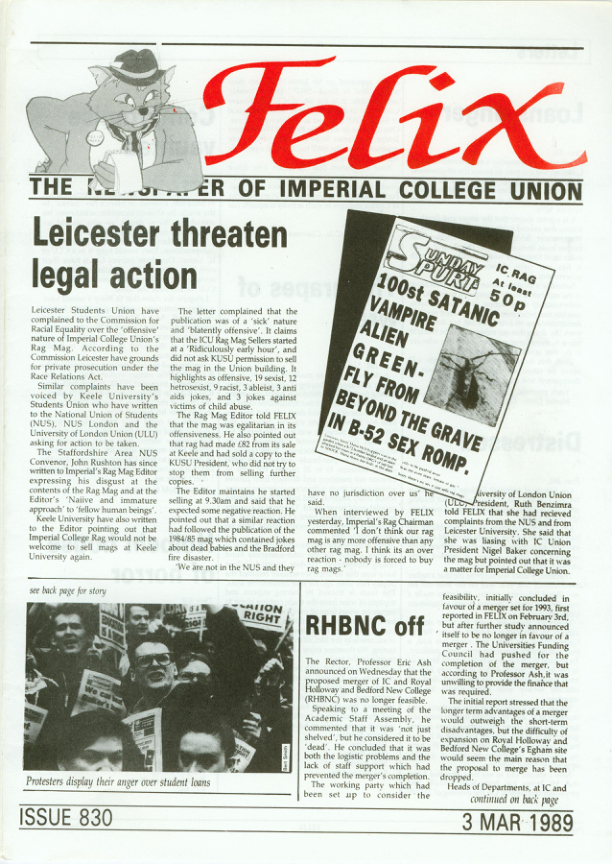 Felix
THE NEWSPAPER OF IMPERIAL COLLEGE UNION
Leicester threaten
legal action
Leicester Students Union have
complained to the Commission for
Racial Equality over the 'offensive'
nature of Imperial College Union's
Rag Mag. According to the
Commission Leicester have grounds
for private prosecution under the
Race Relations Act.
Similar complaints have been
voiced by Keele University's
Students Union who have written
to the National Union of Students
(NUS), NUS London and the
University of London Union (ULU)
asking for action to be taken.
The Staffordshire Area NUS
Convenor, John Rushton has since
written to Imperial's Rag Mag Editor
expressing his disgust at the
contents of the Rag Mag and at the
Editor's 'Naiive and immature
approach' to 'fellow human beings'.
Keele University have also written
to the Editor pointing out that
Imperial College Rag would not be
welcome to sell mags at Keele
University again.
The letter complained that the
publication was of a 'sick' nature
and 'blatently offensive'. It claims
that the ICU Rag Mag Sellers started
at a 'Ridiculously early hour', and
did not ask KUSU permission to sell
the mag in the Union building. It
highlights as offensive, 19 sexist, 12
hetrosexist, 9 racist, 3 ableist, 3 anti
aids jokes, and 3 jokes against
victims of child abuse.
The Rag Mag Editor told FELIX
that the mag was egalitarian in its
offensiveness. He also pointed out
that rag had made £82 from its sale
at Keele and had sold a copy to the
KUSU President, who did not try to
stop them from selling further
copies.
The Editor maintains he started
selling at 9.30am and said that he
expected some negative reaction. He
pointed out that a similar reaction
had followed the publication of the
1984/85 mag which contained jokes
about dead babies and the Bradford
fire disaster.
'We are not in the NUS and they
SUNDAY
SPURT
IC RAG
At least
50p
100st SATANIC
VAMPIRE
ALIEN
GREEN-
FLY FROM
BEYOND THE GRAVE
IN B-52 SEX ROMP.
have no jurisdiction over us' he
said.
When interviewed by FELIX
yesterday, Imperial's Rag Chairman
commented 'I don't think our rag
mag is any more offensive than any
other rag mag. I think its an over
reaction - nobody is forced to buy
rag mags.'
University of London Union
(ULU) President, Ruth Benzimra
told FELIX that she had recieved
complaints from the NUS and from
Leicester University. She said that
she was liasing with IC Union
President Nigel Baker concerning
the mag but pointed out that it was
a matter for Imperial College Union.
see back page for story
EDUCATION
RIGHT
Protesters display their anger over student loans
RHBNC off
The Rector, Professor Eric Ash
announced on Wednesday that the
proposed merger of IC and Royal
Holloway and Bedford New College
(RHBNC) was no longer feasible.
Speaking to a meeting of the
Academic Staff Assembly, he
commented that it was 'not just
shelved', but he considered it to be
'dead'. He concluded that it was
both the logistic problems and the
lack of staff support which had
prevented the merger's completion.
The working party which had
been set up to consider the
feasibility, initially concluded in
favour of a merger set for 1993, first
reported in FELIX on February 3rd,
but after further study announced
itself to be no longer in favour of a
merger . The Universities Funding
Council had pushed for the
completion of the merger, but
according to Professor Ash,it was
unwilling to provide the finance that
was required.
The initial report stressed that the
longer term advantages of a merger
would outweigh the short-term
disadvantages, but the difficulty of
expansion on Royal Holloway and
Bedford New College's Egham site
would seem the main reason that
the proposal to merge has been
dropped.
Heads of Departments, at IC and
continued on back page
ISSUE 830
3 MAR 1989